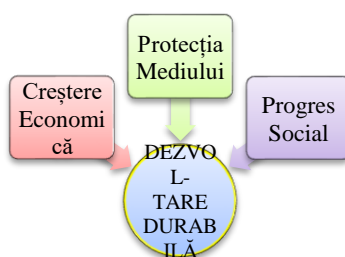 Protecția
Mediului
Creștere
Economi
că
Progres
Social
DEZVO
L-
TARE
DURAB
ILĂ